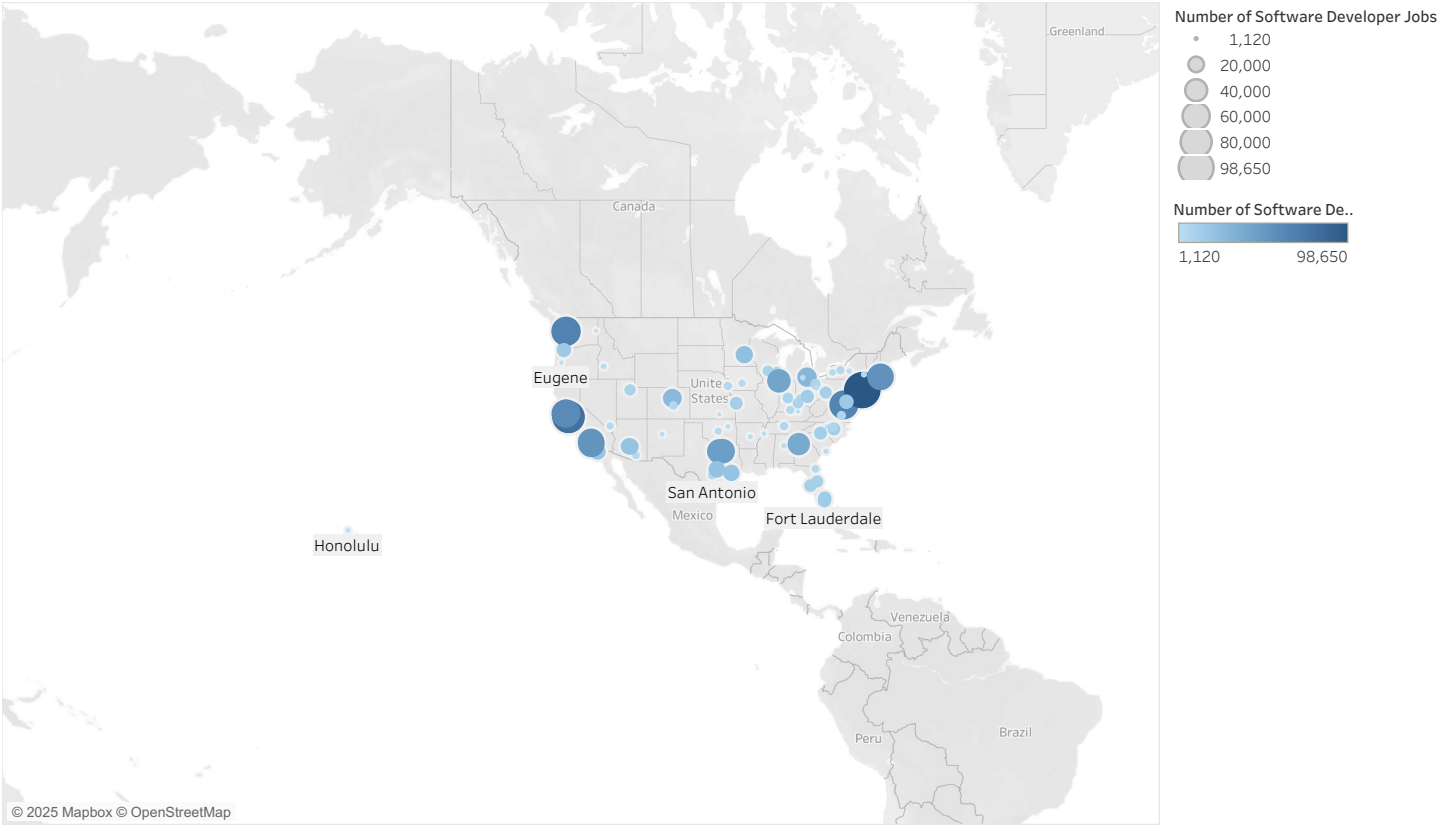 Number of Software Developer Jobs
1,120
20,000
40,000
60,000
80,000
98,650
Number of Software De..
1,120 98,650
Greenland
Canada
Eugene
United
States
San Antonio
Mexico
Fort Lauderdale
Honolulu
Venezuela
Colombia
Brazil
Peru
© 2025 Mapbox © OpenStreetMap